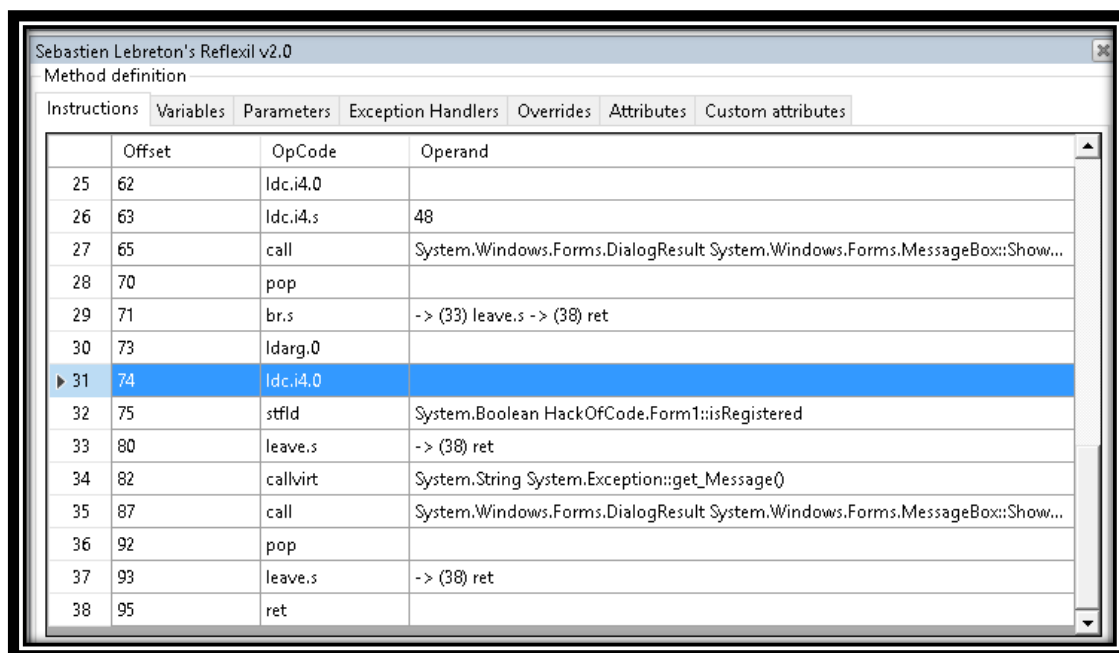 Sebastien Lebreton's Reflexil v2.0
Method definition
Instructions Variables Parameters Exception Handlers Overrides Attributes Custom attributes
Offset OpCode Operand
25 62 ldc.i4.0
26 63 ldc.i4.s 48
27 65 call System.Windows.Forms.DialogResult System.Windows.Forms.MessageBox::Show...
28 70 pop
29 71 br.s -> (33) leave.s -> (38) ret
30 73 ldarg.0
31 74 ldc.i4.0
32 75 stfld System.Boolean HackOfCode.Form1::isRegistered
33 80 leave.s -> (38) ret
34 82 callvirt System.String System.Exception::get_Message()
35 87 call System.Windows.Forms.DialogResult System.Windows.Forms.MessageBox::Show...
36 92 pop
37 93 leave.s -> (38) ret
38 95 ret